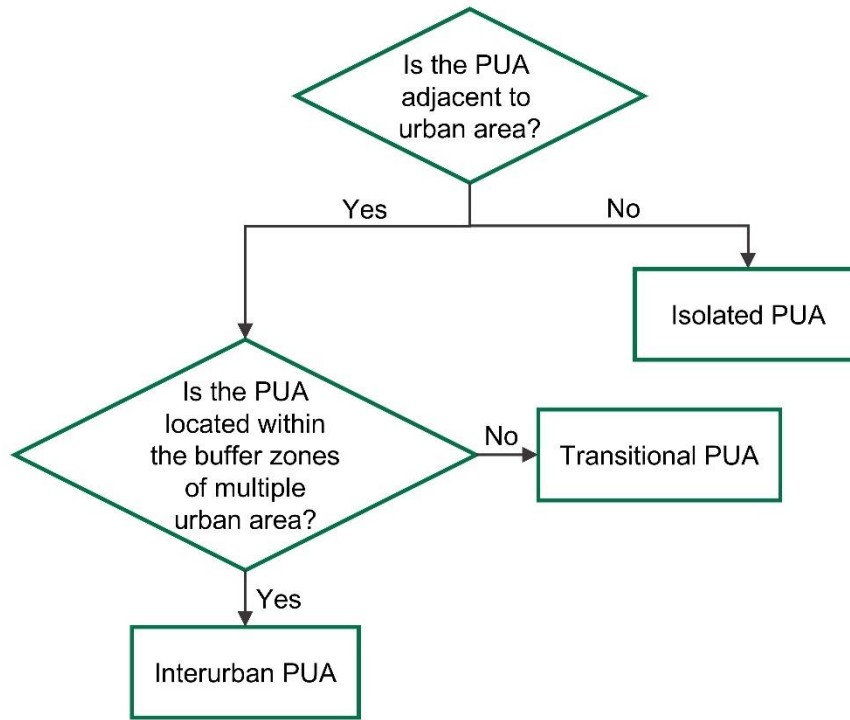 Is the PUA
adjacent to
urban area?
Yes
No
Isolated PUA
Is the PUA
located within
the buffer zones
of multiple
urban area?
No
Transitional PUA
Yes
Interurban PUA